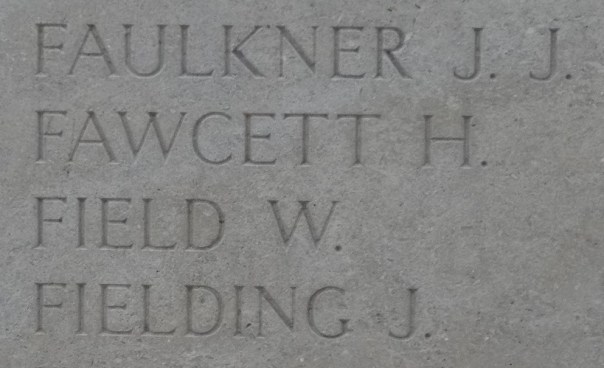 FAULKNER J. J.
FAWCETT H.
FIELD W.
FIELDING J.